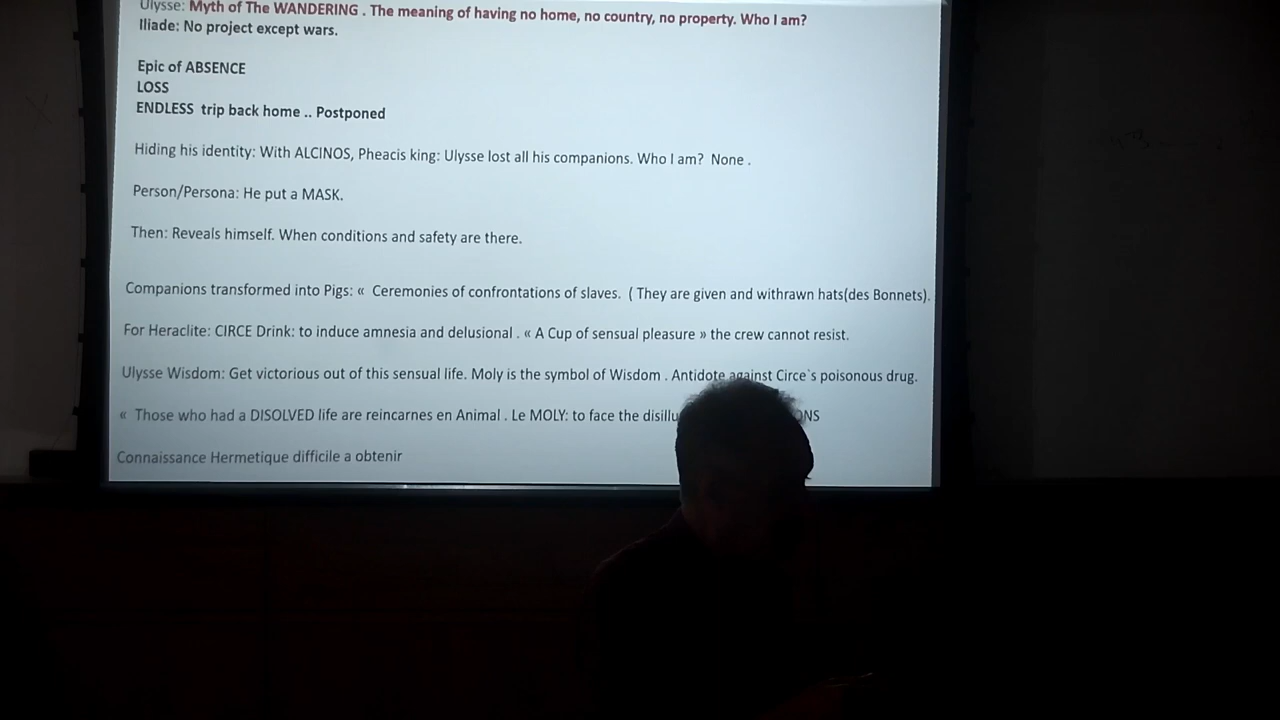 Ulysse: Myth of The WANDERING . The meaning of having no home, no country, no property. Who I am?
Iliade: No project except wars.
Epic of ABSENCE
LOSS
ENDLESS trip back home .. Postponed
Hiding his identity: With ALCINOS, Pheacis king: Ulysse lost all his companions. Who I am? None .
Person/Persona: He put a MASK.
Then: Reveals himself. When conditions and safety are there.
Companions transformed into Pigs: « Ceremonies of confrontations of slaves. ( They are given and withrawn hats(des Bonnets).
For Heraclite: CIRCE Drink: to induce amnesia and delusional . « A Cup of sensual pleasure » the crew cannot resist.
Ulysse Wisdom: Get victorious out of this sensual life. Moly is the symbol of Wisdom . Antidote against Circe`s poisonous drug.
« Those who had a DISOLVED life are reincarnes en Animal . Le MOLY: to face the
Connaissance Hermetique difficile a obtenir